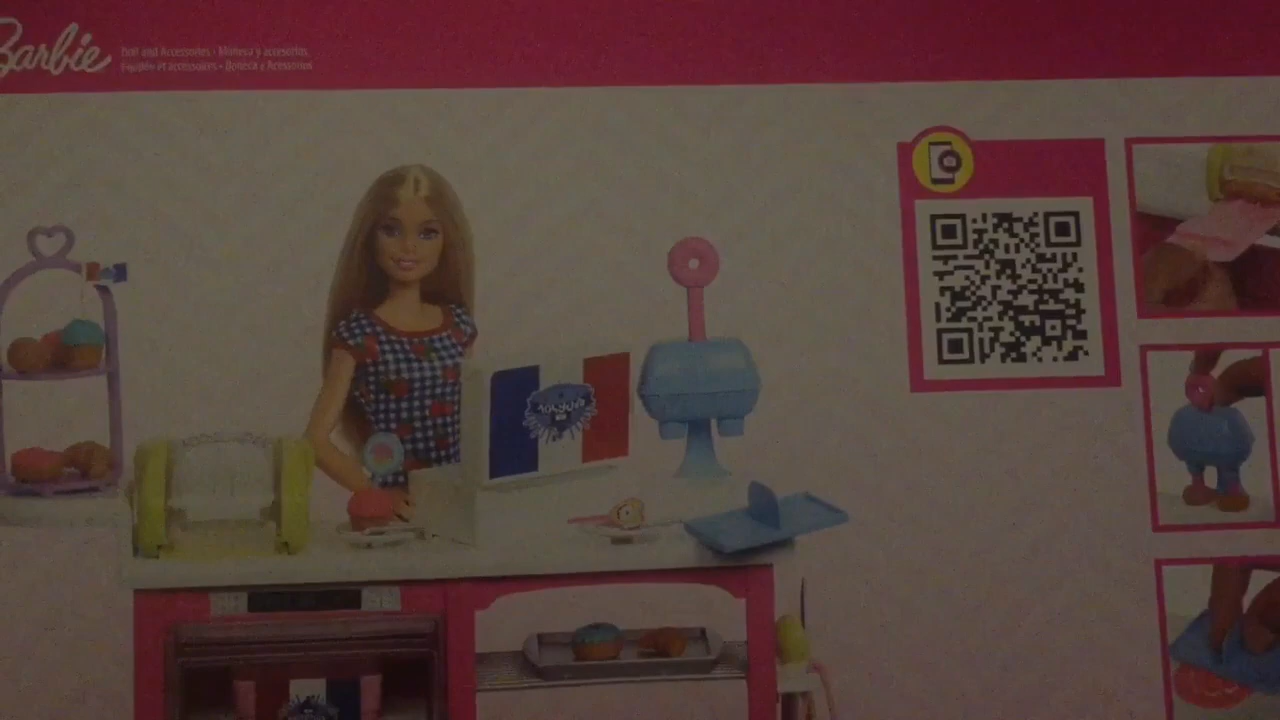 Barbie
Doll and Accessories • Muñeca y accesorios
Poupée et accessoires • Boneca e Acessórios